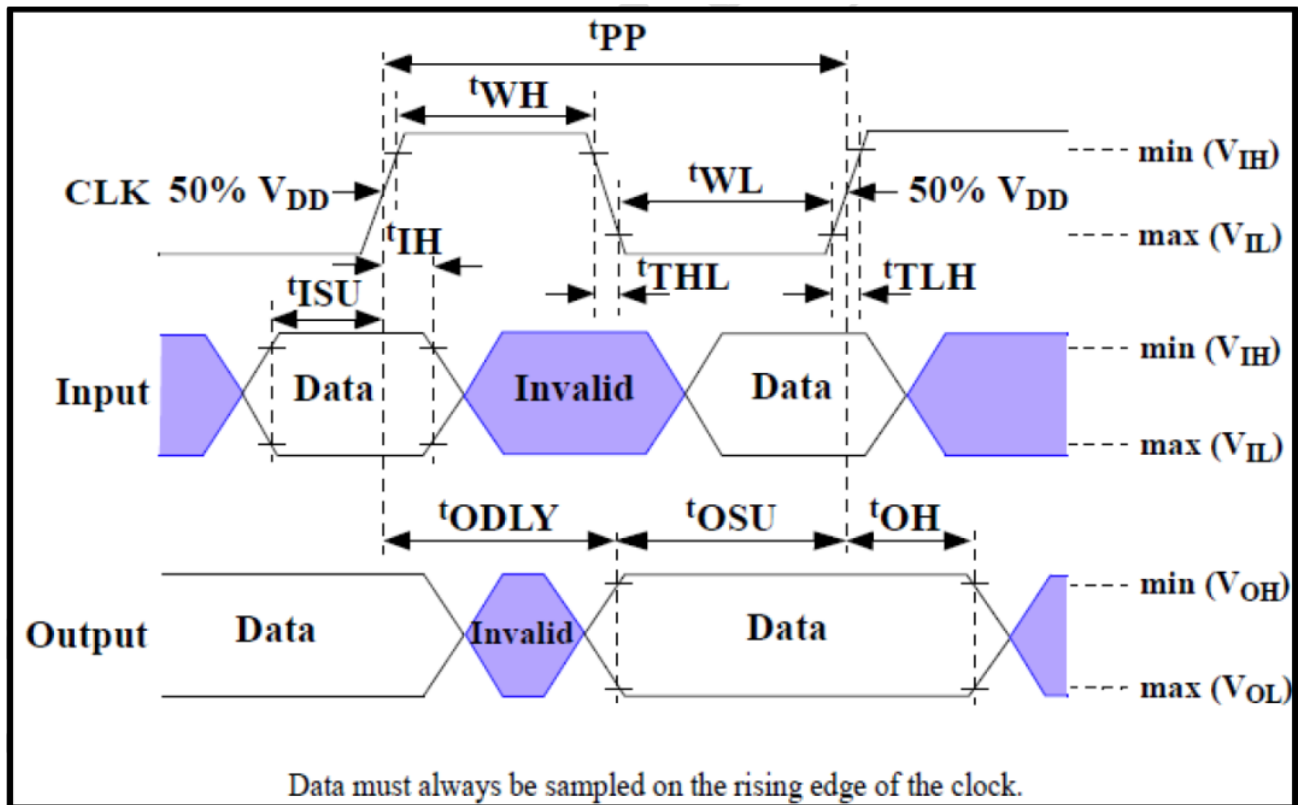 tPP
tWH
min (VIH)
CLK 50% VDD
tWL
50% VDD
tIH
max (VIL)
tTHL
tTLH
tISU
min (VIH)
Input
Data
Invalid
Data
max (VIL)
tODLY
tOSU
tOH
min (VOH)
Output
Data
Invalid
Data
max (VOL)
Data must always be sampled on the rising edge of the clock.